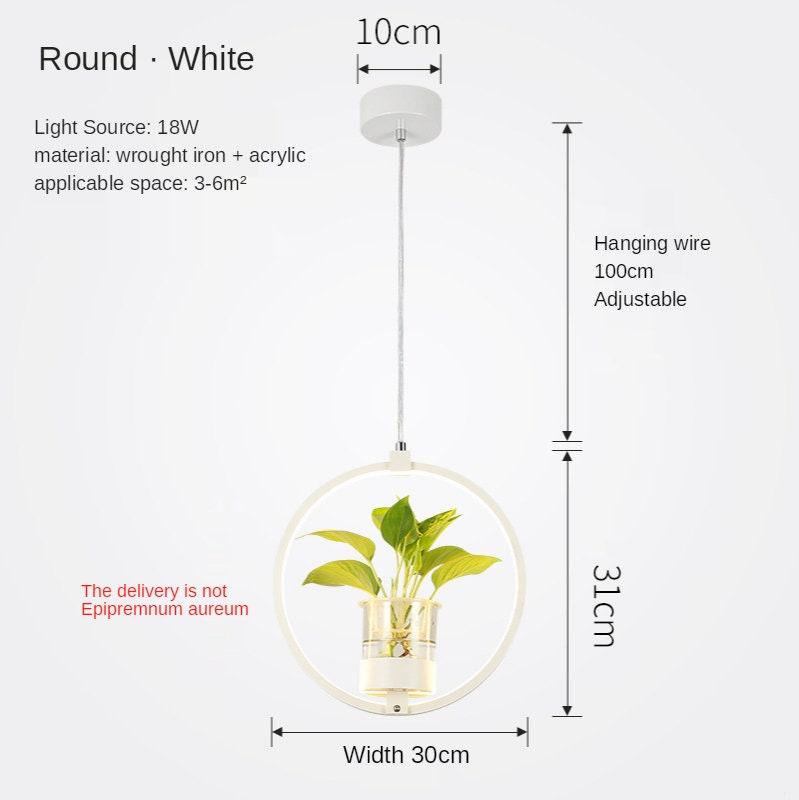 10cm
Round · White
Light Source: 18W
material: wrought iron + acrylic
applicable space: 3-6m²
Hanging wire
100cm
Adjustable
The delivery is not
Epipremnum aureum
31cm
Width 30cm